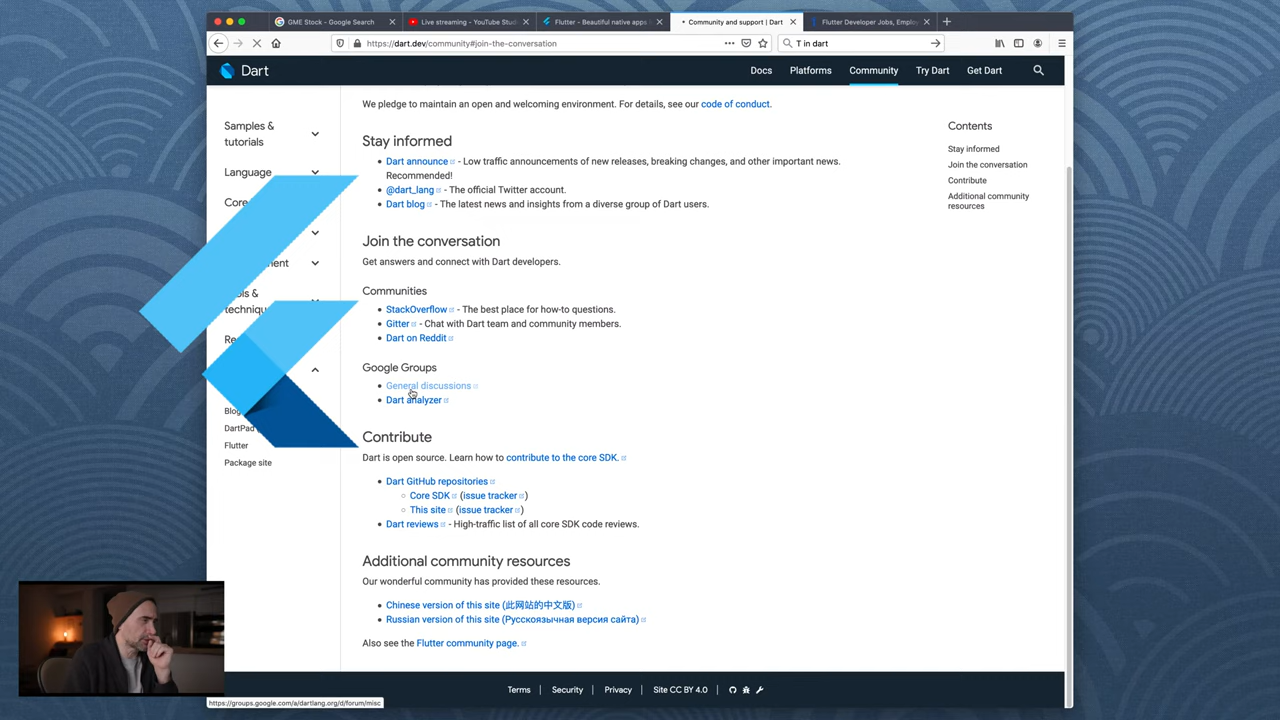 GME Stock - Google Search
Live streaming - YouTube Stud
Flutter - Beautiful native apps
Community and support | Dart
Flutter Developer Jobs, Employ
https://dart.dev/community#join-the-conversation
T in dart
Dart
Docs
Platforms
Community
Try Dart
Get Dart
Samples &
tutorials
Language
Core
ent
ls &
techniqu
Re
Blog
DartPad
Flutter
Package site
We pledge to maintain an open and welcoming environment. For details, see our code of conduct.
Stay informed
Dart announce - Low traffic announcements of new releases, breaking changes, and other important news.
Recommended!
@dart_lang - The official Twitter account.
Dart blog - The latest news and insights from a diverse group of Dart users.
Join the conversation
Get answers and connect with Dart developers.
Communities
StackOverflow - The best place for how-to questions.
Gitter - Chat with Dart team and community members.
Dart on Reddit
Google Groups
General discussions
Dart analyzer
Contribute
Dart is open source. Learn how to contribute to the core SDK.
Dart GitHub repositories
Core SDK (issue tracker)
This site (issue tracker)
Dart reviews - High-traffic list of all core SDK code reviews.
Additional community resources
Our wonderful community has provided these resources.
Chinese version of this site (此网站的中文版)
Russian version of this site (Русскоязычная версия сайта)
Also see the Flutter community page.
Contents
Stay informed
Join the conversation
Contribute
Additional community
resources
Terms
Security
Privacy
Site CC BY 4.0
https://groups.google.com/a/dartlang.org/d/forum/misc